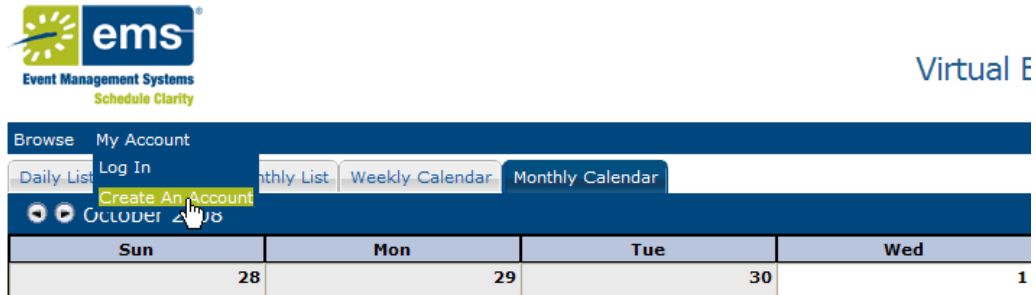 ems®
Event Management Systems
Schedule Clarity
Virtual E
Browse My Account
Log In
Create An Account
Daily List thly List Weekly Calendar Monthly Calendar
October 2008
Sun Mon Tue Wed
28 29 30 1